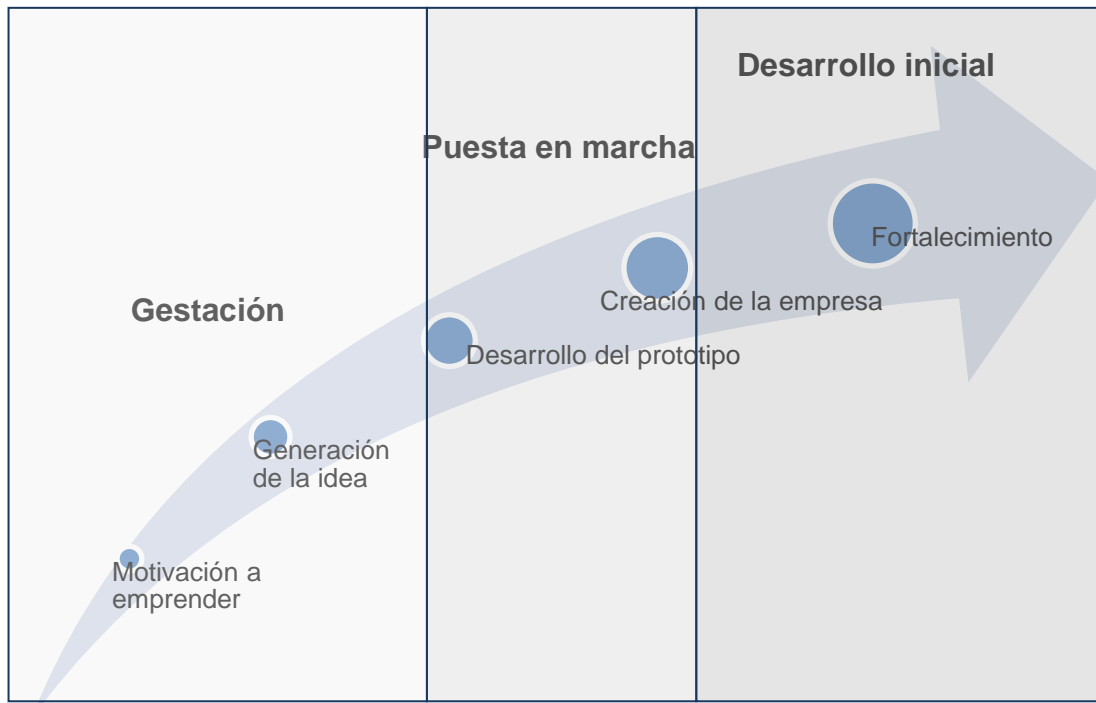 Desarrollo inicial
Puesta en marcha
Fortalecimiento
Creación de la empresa
Gestación
Desarrollo del prototipo
Generación
de la idea
Motivación a
emprender